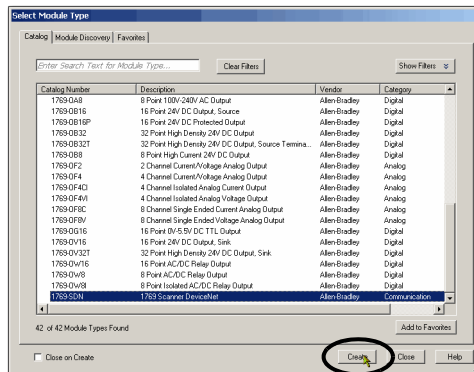 Select Module Type
Catalog Module Discovery Favorites
Enter Search Text for Module Type... Clear Filters Show Filters
Catalog Number Description Vendor Category
1769-OA8 8 Point 100V-240V AC Output Allen-Bradley Digital
1769-OB16 16 Point 24V DC Output, Source Allen-Bradley Digital
1769-OB16P 16 Point 24V DC Protected Output Allen-Bradley Digital
1769-OB32 32 Point High Density 24V DC Output Allen-Bradley Digital
1769-OB32T 32 Point High Density 24V DC Output, Source Termina... Allen-Bradley Digital
1769-OB8 8 Point High Current 24V DC Output Allen-Bradley Digital
1769-OF2 2 Channel Current/Voltage Analog Output Allen-Bradley Analog
1769-OF4 4 Channel Current/Voltage Analog Output Allen-Bradley Analog
1769-OF4CI 4 Channel Isolated Analog Current Output Allen-Bradley Analog
1769-OF4VI 4 Channel Isolated Analog Voltage Output Allen-Bradley Analog
1769-OF8C 8 Channel Single Ended Current Analog Output Allen-Bradley Analog
1769-OF8V 8 Channel Single Ended Voltage Analog Output Allen-Bradley Analog
1769-OG16 16 Point 0V-5.5V DC TTL Output Allen-Bradley Digital
1769-OV16 16 Point 24V DC Output, Sink Allen-Bradley Digital
1769-OV32T 32 Point High Density 24V DC Output, Sink Allen-Bradley Digital
1769-OW16 16 Point AC/DC Relay Output Allen-Bradley Digital
1769-OW8 8 Point AC/DC Relay Output Allen-Bradley Digital
1769-OW8I 8 Point Isolated AC/DC Relay Output Allen-Bradley Digital
1769-SDN 1769 Scanner DeviceNet Allen-Bradley Communication
42 of 42 Module Types Found Add to Favorites
Close on Create Create Close Help